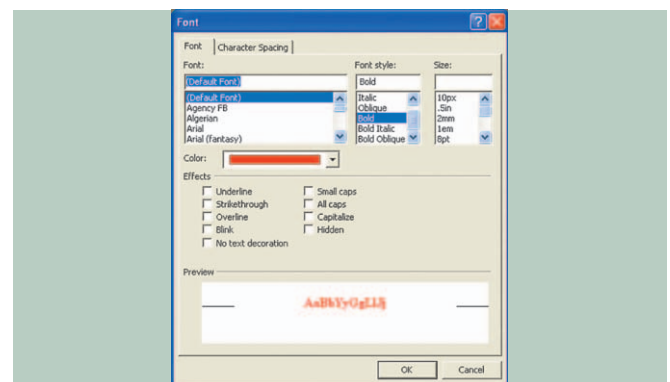 Font
Font Character Spacing
Font: Font style: Size:
(Default Font) Bold
(Default Font) Italic 10px
Agency FB Oblique .5in
Algerian Bold 2mm
Arial Bold Italic 1em
Arial (fantasy) Bold Oblique 8pt
Color:
Effects
Underline Small caps
Strikethrough All caps
Overline Capitalize
Blink Hidden
No text decoration
Preview
AaBbYyGgLlJj
OK Cancel